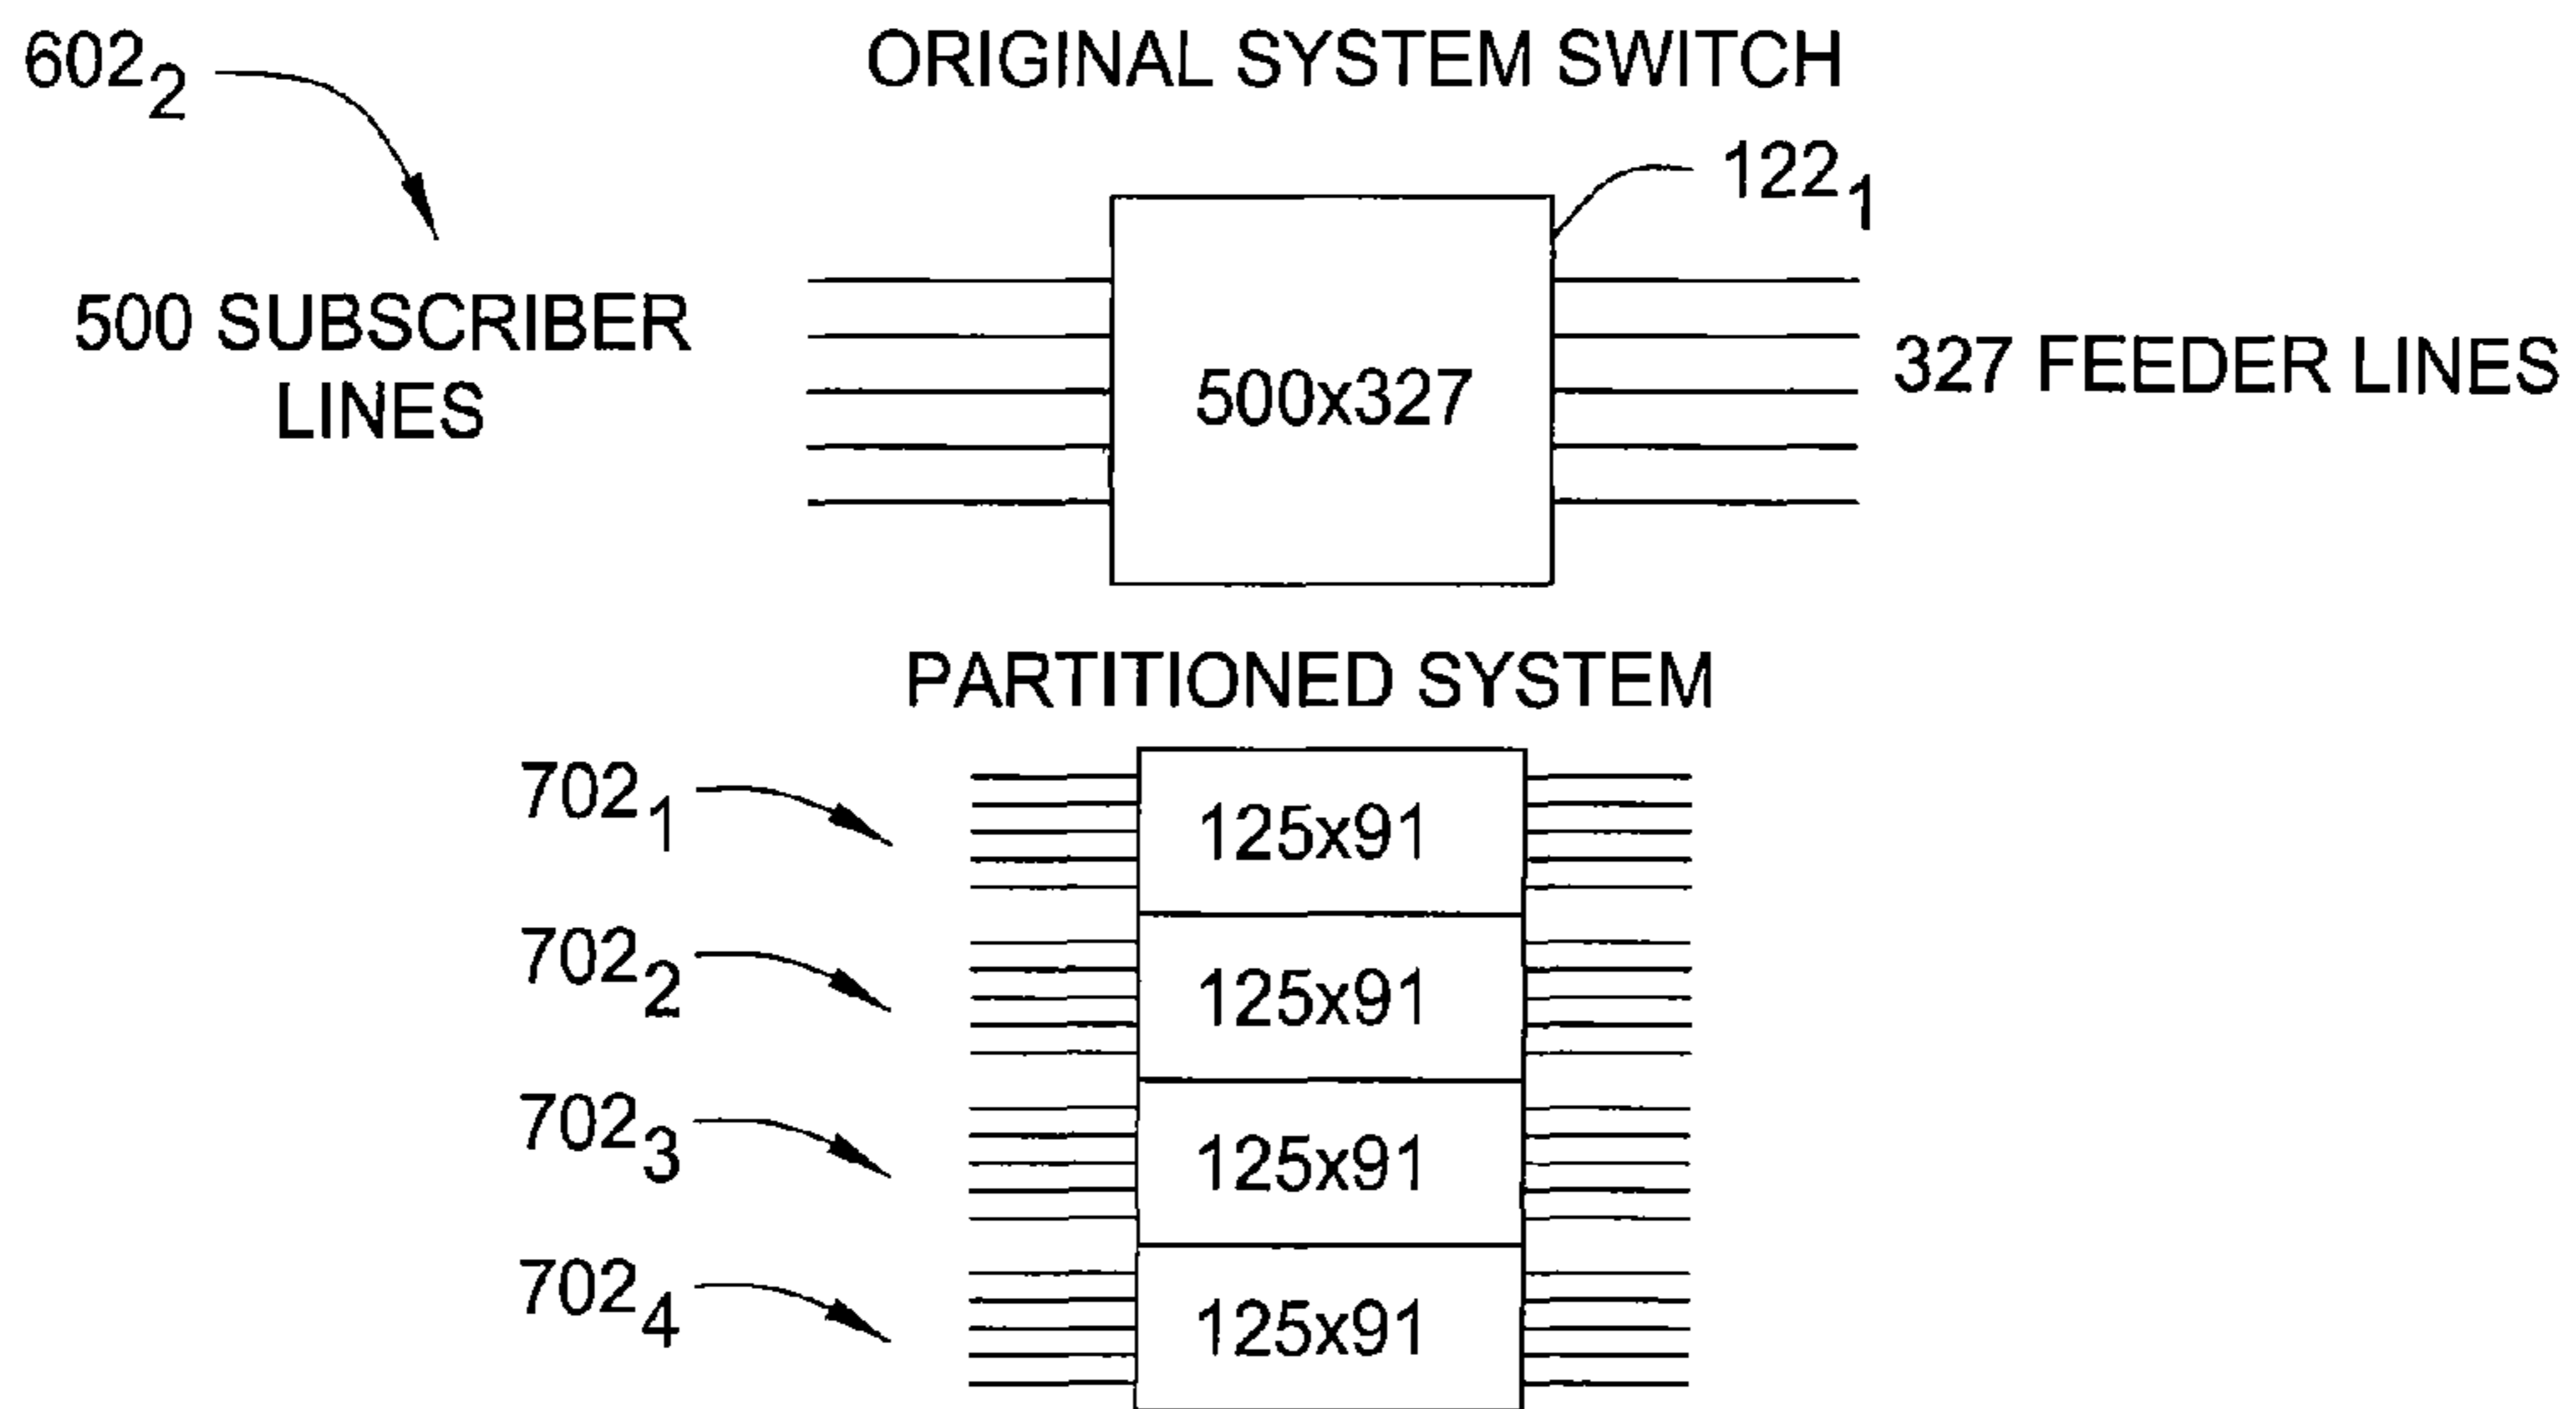 602₂
ORIGINAL SYSTEM SWITCH
122₁
500 SUBSCRIBER
LINES
500x327
327 FEEDER LINES
PARTITIONED SYSTEM
702₁
125x91
702₂
125x91
702₃
125x91
702₄
125x91